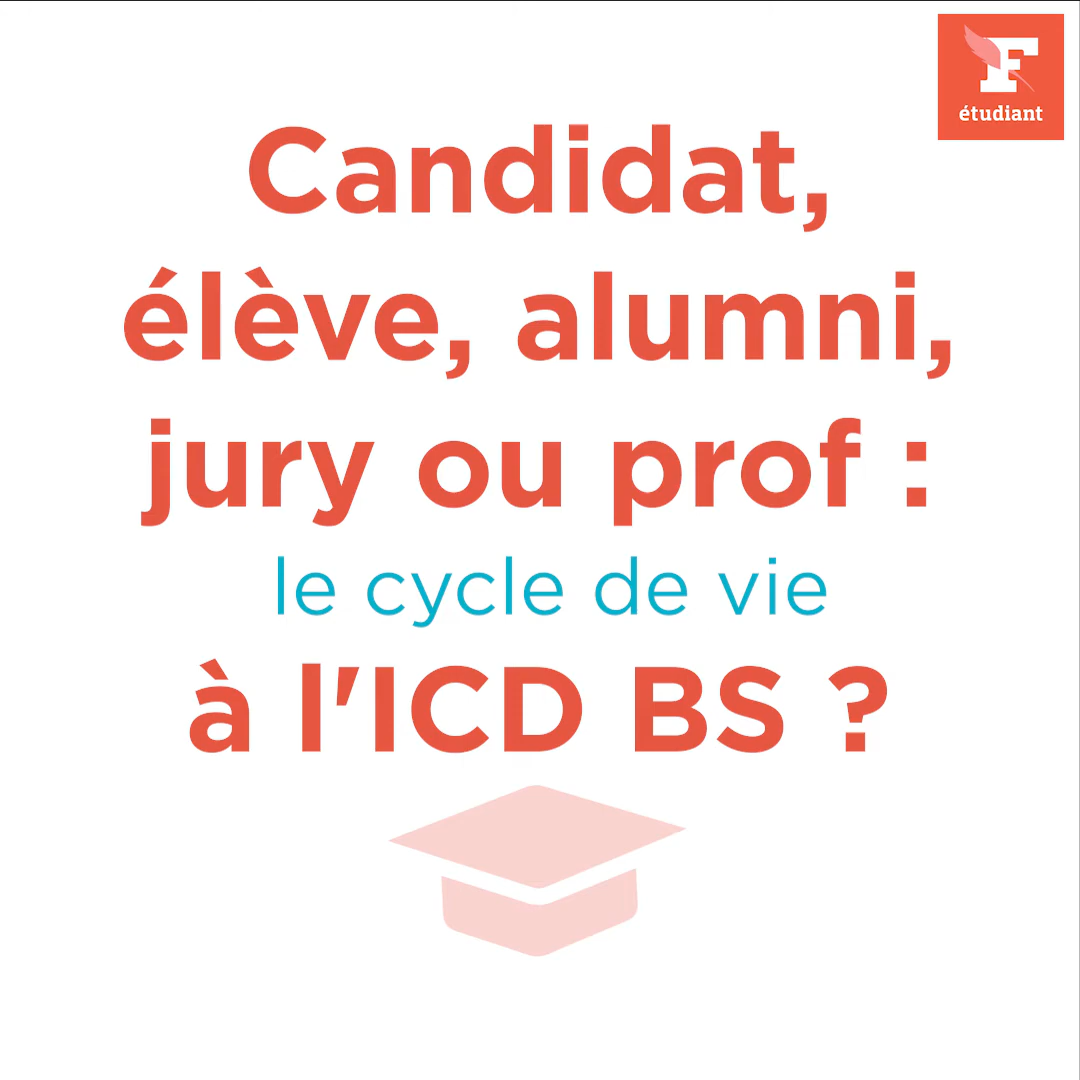 F
étudiant
Candidat,
élève, alumni,
jury ou prof :
le cycle de vie
à l'ICD BS ?